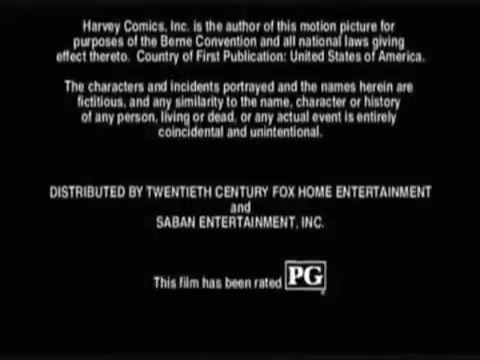 Harvey Comics, Inc. is the author of this motion picture for
purposes of the Berne Convention and all national laws giving
effect thereto. Country of First Publication: United States of America.
The characters and incidents portrayed and the names herein are
fictitious, and any similarity to the name, character or history
of any person, living or dead, or any actual event is entirely
coincidental and unintentional.
DISTRIBUTED BY TWENTIETH CENTURY FOX HOME ENTERTAINMENT
and
SABAN ENTERTAINMENT, INC.
This film has been rated PG